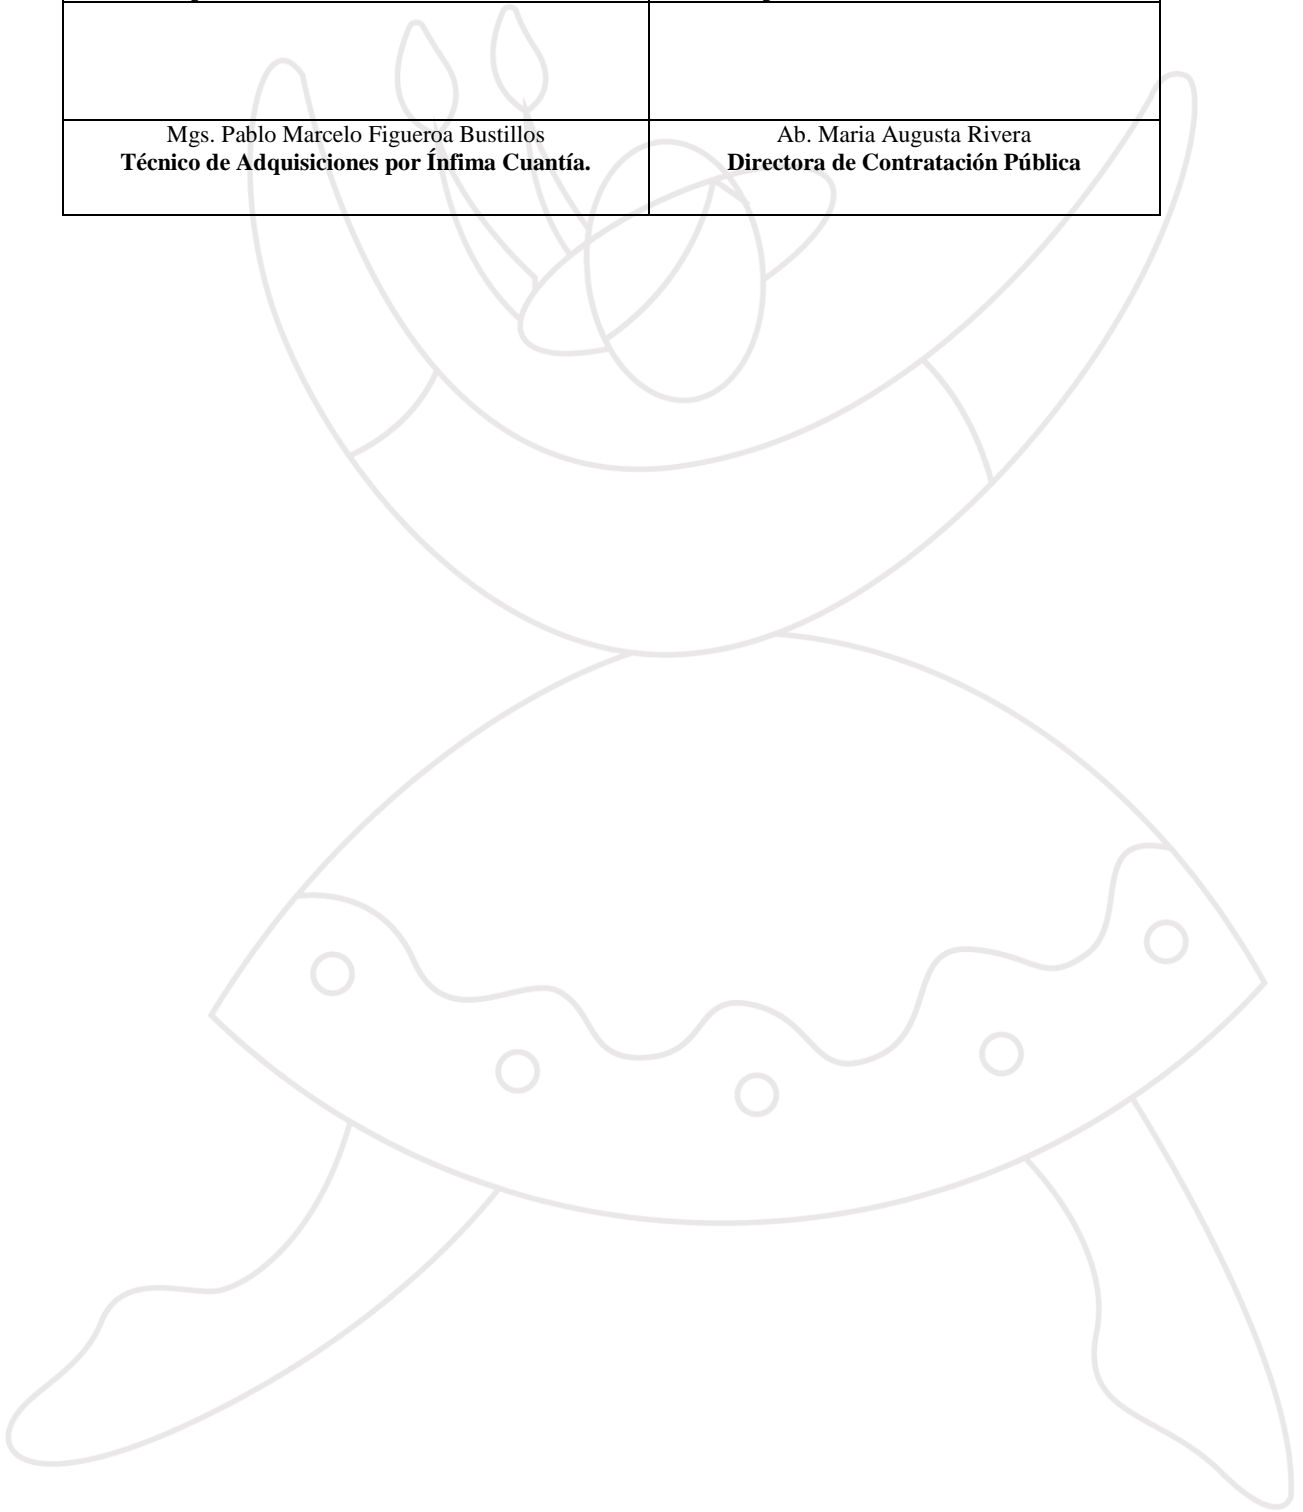 Mgs. Pablo Marcelo Figueroa Bustillos
Técnico de Adquisiciones por Ínfima Cuantía.
Ab. Maria Augusta Rivera
Directora de Contratación Pública